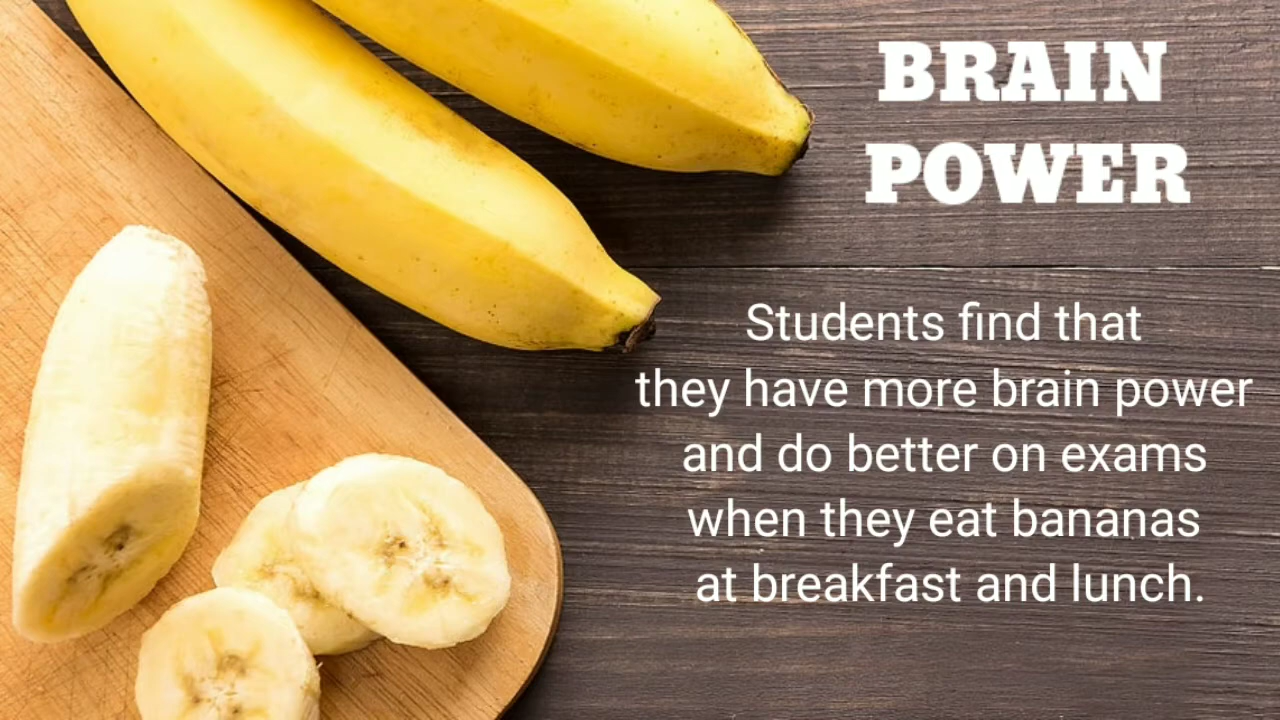 BRAIN
POWER
Students find that
they have more brain power
and do better on exams
when they eat bananas
at breakfast and lunch.